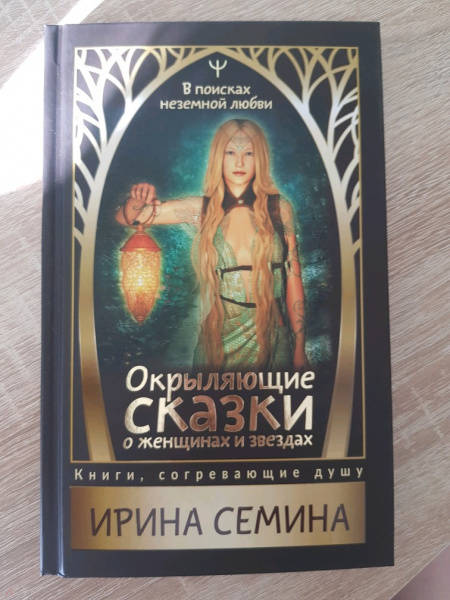 Ψ
В поисках
неземной любви
Окрыляющие
сказки
о женщинах и звездах
Книги, согревающие душу
ИРИНА СЕМИНА